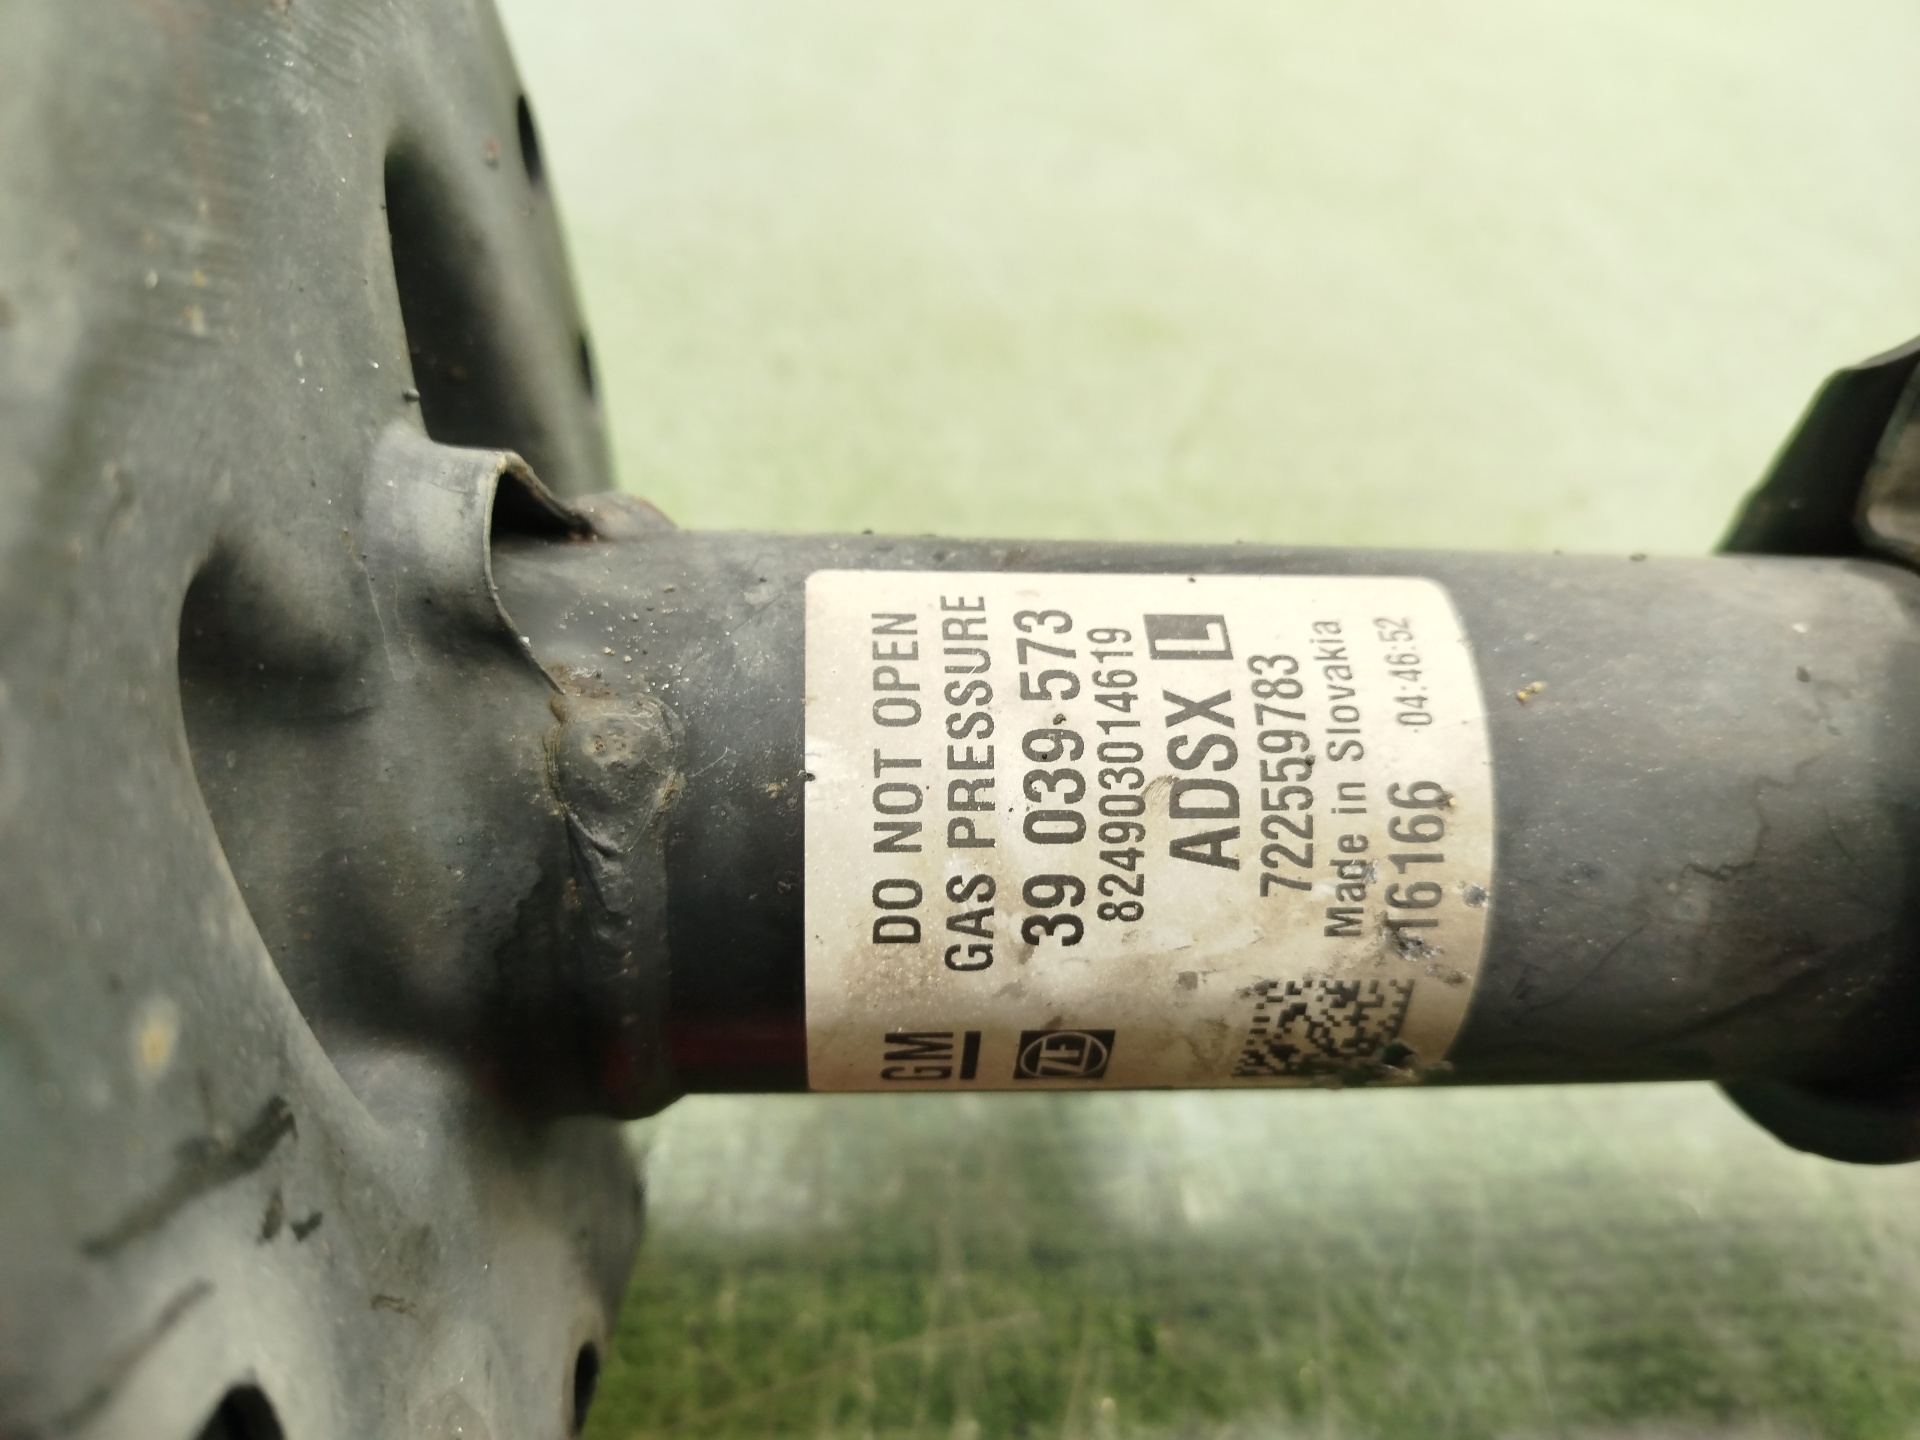 DO NOT OPEN
GAS PRESSURE
GM
39 039 573
824903014619
ZF
ADSX L
722559783
Made in Slovakia
16166 04:46:52